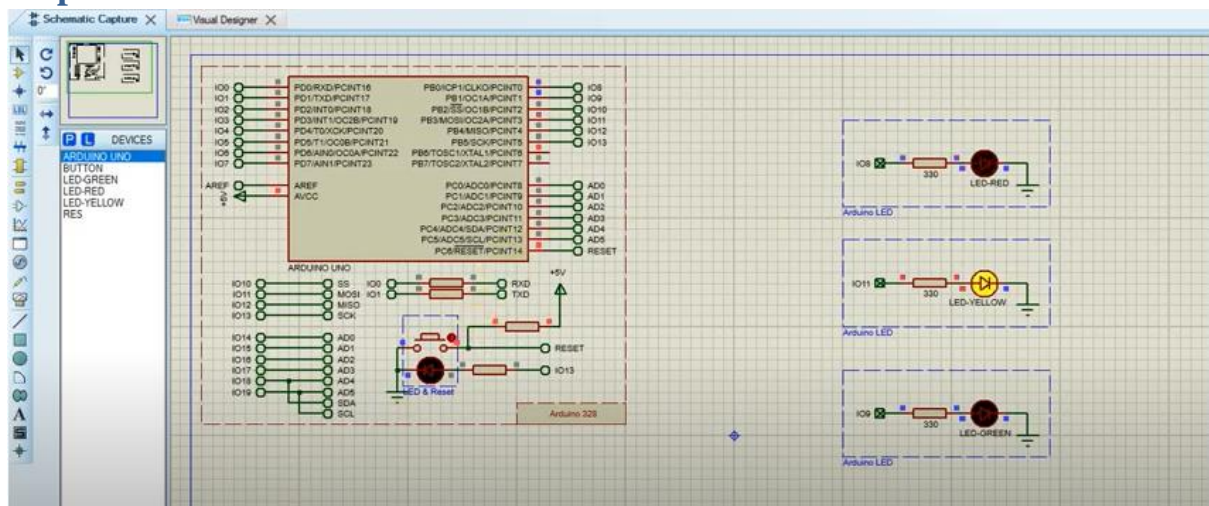 Schematic Capture X Visual Designer X
0°
LBL
P L DEVICES
ARDUINO UNO
BUTTON
LED-GREEN
LED-RED
LED-YELLOW
RES
A
S
IO0 PD0/RXD/PCINT16 PB0/ICP1/CLKO/PCINT0 IO8
IO1 PD1/TXD/PCINT17 PB1/OC1A/PCINT1 IO9
IO2 PD2/INT0/PCINT18 PB2/SS/OC1B/PCINT2 IO10
IO3 PD3/INT1/OC2B/PCINT19 PB3/MOSI/OC2A/PCINT3 IO11
IO4 PD4/T0/XCK/PCINT20 PB4/MISO/PCINT4 IO12
IO5 PD5/T1/OC0B/PCINT21 PB5/SCK/PCINT5 IO13
IO6 PD6/AIN0/OC0A/PCINT22 PB6/TOSC1/XTAL1/PCINT6
IO7 PD7/AIN1/PCINT23 PB7/TOSC2/XTAL2/PCINT7
AREF AREF PC0/ADC0/PCINT8 AD0
+5V AVCC PC1/ADC1/PCINT9 AD1
PC2/ADC2/PCINT10 AD2
PC3/ADC3/PCINT11 AD3
PC4/ADC4/SDA/PCINT12 AD4
PC5/ADC5/SCL/PCINT13 AD5
PC6/RESET/PCINT14 RESET
ARDUINO UNO
+5V
IO10 SS IO0 RXD
IO11 MOSI IO1 TXD
IO12 MISO
IO13 SCK
IO14 AD0
IO15 AD1 RESET
IO16 AD2
IO17 AD3 IO13
IO18 AD4
IO19 AD5 LED & Reset
SDA
SCL
Arduino 328
IO8 330 LED-RED
Arduino LED
IO11 330 LED-YELLOW
Arduino LED
IO9 330 LED-GREEN
Arduino LED